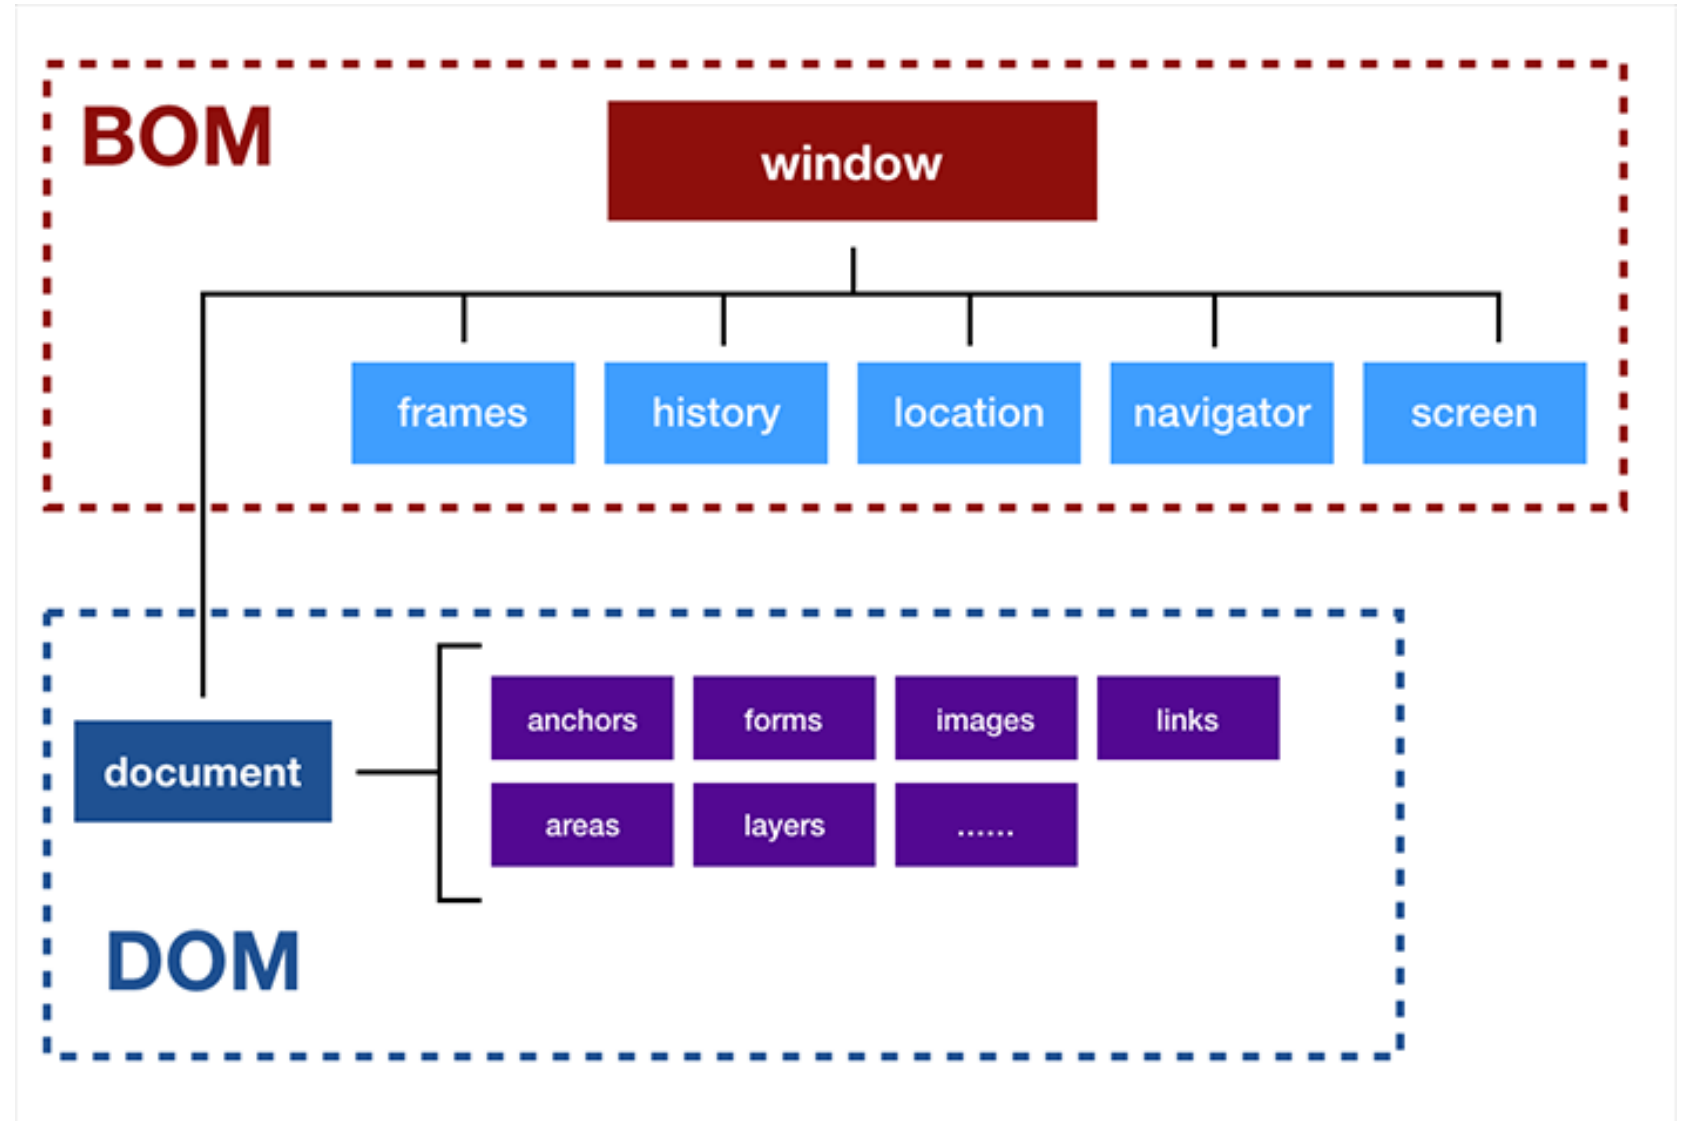 BOM
window
frames history location navigator screen
document
anchors forms images links
areas layers ......
DOM